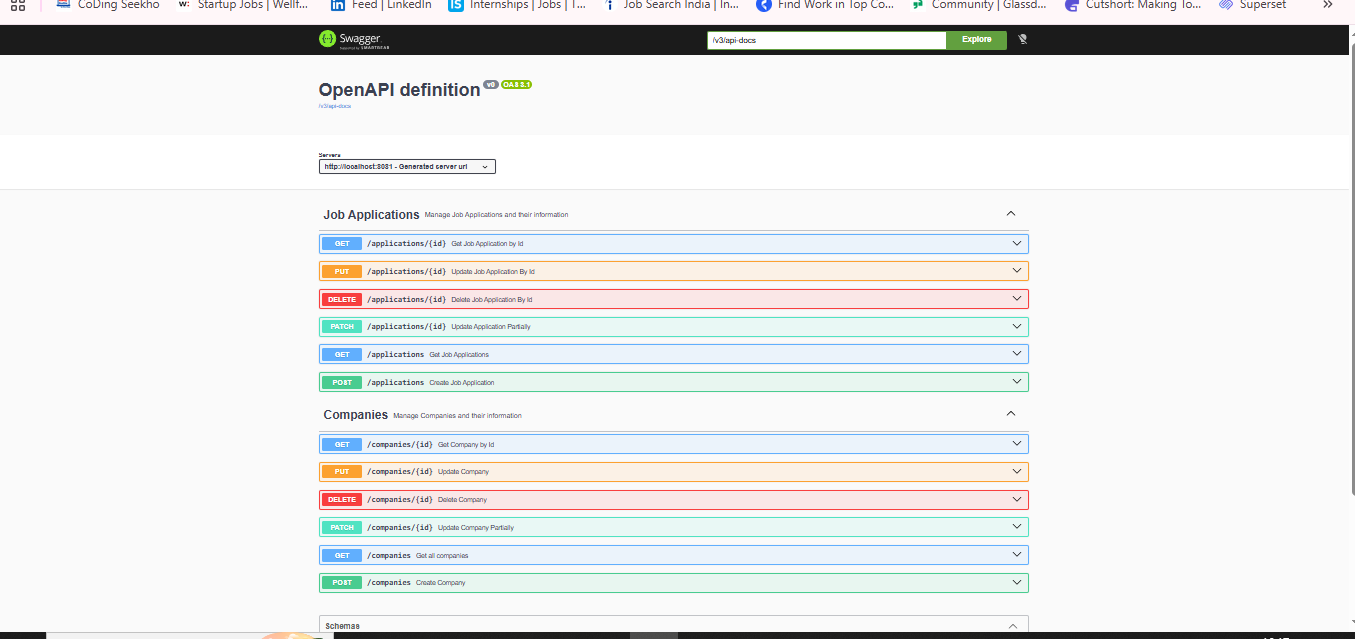 CoDing Seekho w: Startup Jobs | Wellf... in Feed | LinkedIn IS Internships | Jobs | T... Job Search India | In... Find Work in Top Co... Community | Glassd... Cutshort: Making To... Superset
Swagger /v3/api-docs Explore
Supported by SMARTBEAR
OpenAPI definition v0 OAS 3.1
/v3/api-docs
Servers
http://localhost:8081 - Generated server url
Job Applications Manage Job Applications and their information
GET /applications/{id} Get Job Application by Id
PUT /applications/{id} Update Job Application By Id
DELETE /applications/{id} Delete Job Application By Id
PATCH /applications/{id} Update Application Partially
GET /applications Get Job Applications
POST /applications Create Job Application
Companies Manage Companies and their information
GET /companies/{id} Get Company by Id
PUT /companies/{id} Update Company
DELETE /companies/{id} Delete Company
PATCH /companies/{id} Update Company Partially
GET /companies Get all companies
POST /companies Create Company
Schemas